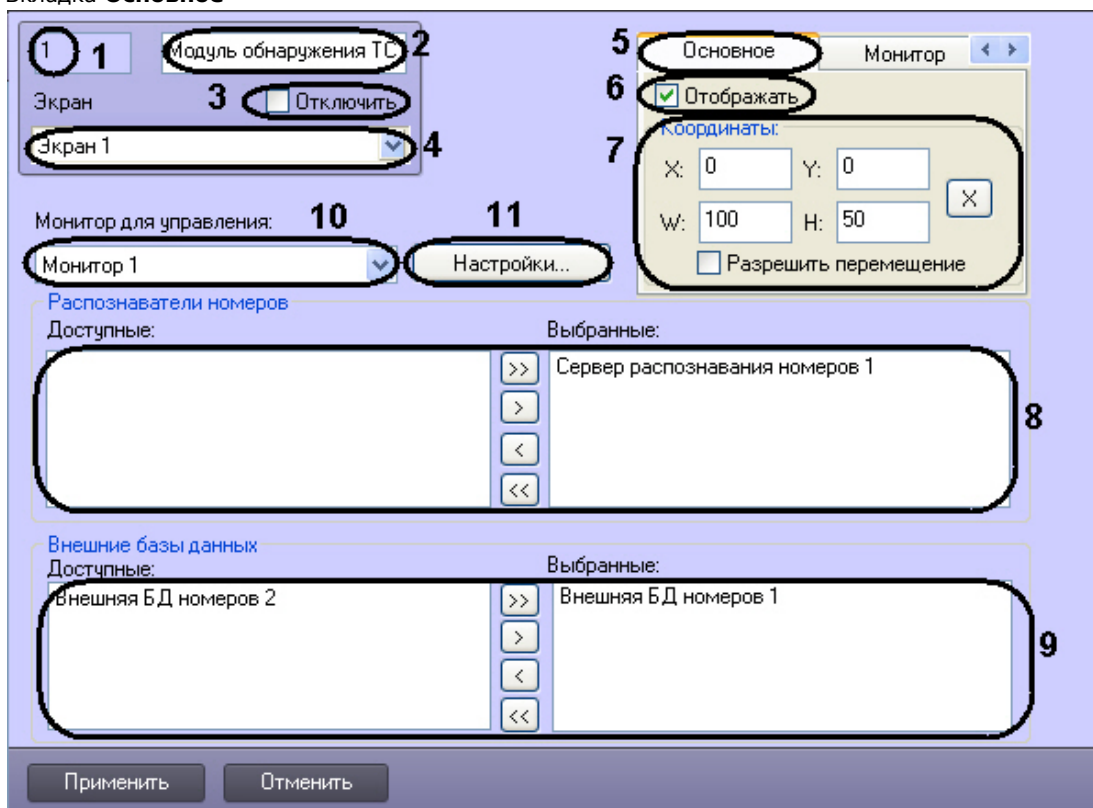 Вкладка Основное
1 1 Модуль обнаружения ТС 2
Экран 3 Отключить
Экран 1 4
5 Основное Монитор
6 Отображать
7 Координаты:
X: 0 Y: 0 X
W: 100 H: 50
Разрешить перемещение
Монитор для управления: 10 11
Монитор 1 Настройки...
Распознаватели номеров
Доступные: Выбранные:
>> Сервер распознавания номеров 1
>
<
<<
8
Внешние базы данных
Доступные: Выбранные:
Внешняя БД номеров 2 >> Внешняя БД номеров 1
>
<
<<
9
Применить Отменить